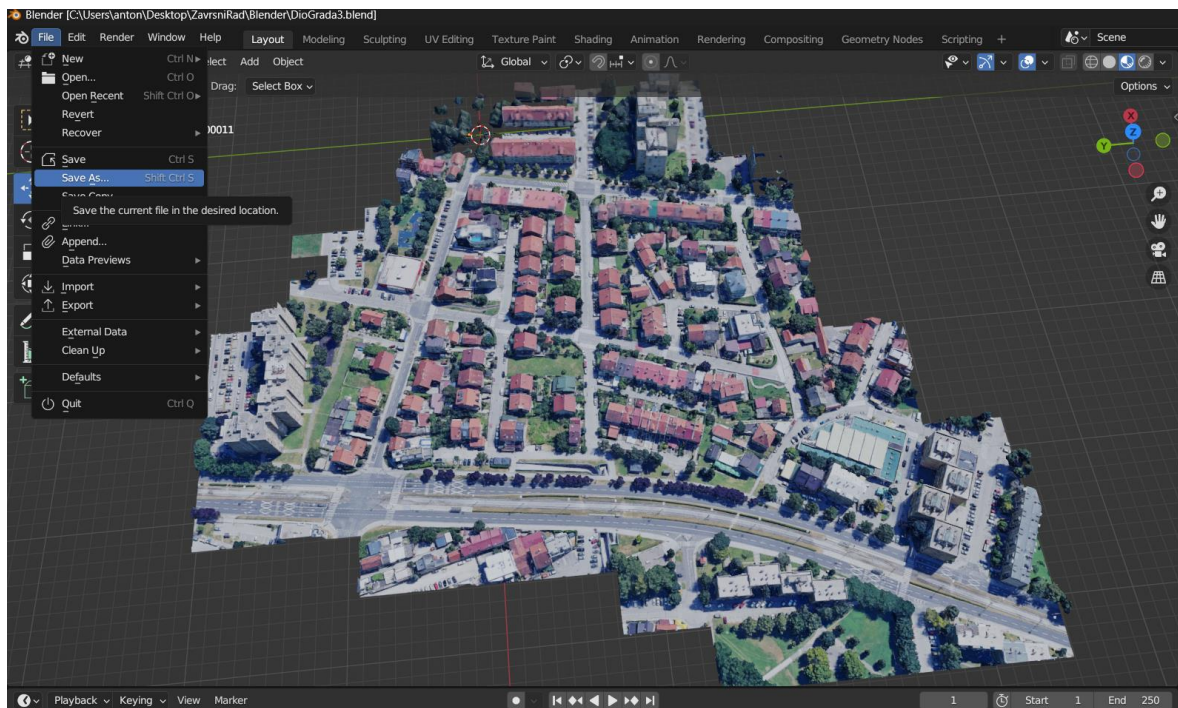 Blender [C:\Users\anton\Desktop\ZavrsniRad\Blender\DioGrada3.blend]
File Edit Render Window Help Layout Modeling Sculpting UV Editing Texture Paint Shading Animation Rendering Compositing Geometry Nodes Scripting + Scene
New Ctrl N
Add Object Global
Open... Ctrl O
Drag: Select Box Options
Open Recent Shift Ctrl O
Revert
Recover
00011
Save Ctrl S
Save As... Shift Ctrl S
Save Copy...
Save the current file in the desired location.
Append...
Data Previews
Import
Export
External Data
Clean Up
Defaults
Quit Ctrl Q
X
Z
Y
Playback Keying View Marker 1 Start 1 End 250